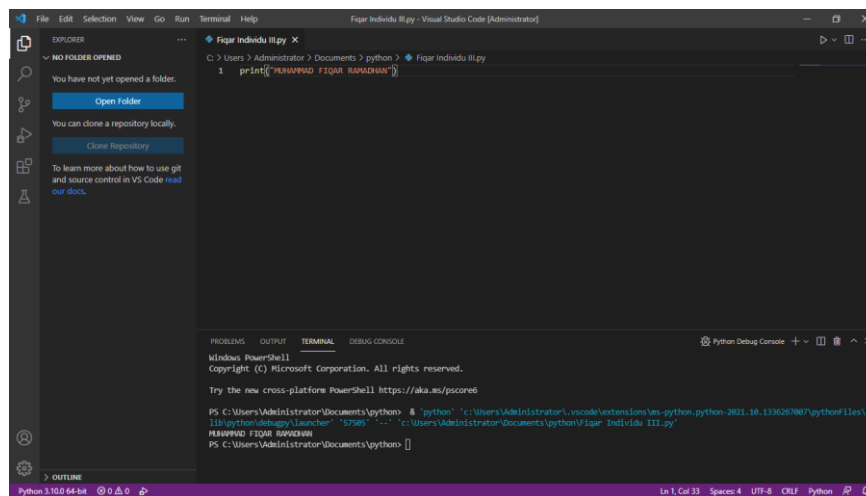 File Edit Selection View Go Run Terminal Help
Fiqar Individu III.py - Visual Studio Code [Administrator]
EXPLORER ...
NO FOLDER OPENED
You have not yet opened a folder.
Open Folder
You can clone a repository locally.
Clone Repository
To learn more about how to use git
and source control in VS Code read
our docs.
OUTLINE
Fiqar Individu III.py
C: > Users > Administrator > Documents > python > Fiqar Individu III.py
1 print("MUHAMMAD FIQAR RAMADHAN")
PROBLEMS OUTPUT TERMINAL DEBUG CONSOLE
Python Debug Console
Windows PowerShell
Copyright (C) Microsoft Corporation. All rights reserved.
Try the new cross-platform PowerShell https://aka.ms/pscore6
PS C:\Users\Administrator\Documents\python> & 'python' 'c:\Users\Administrator\.vscode\extensions\ms-python.python-2021.10.1336267007\pythonFiles\
lib\python\debugpy\launcher' '57505' '--' 'c:\Users\Administrator\Documents\python\Fiqar Individu III.py'
MUHAMMAD FIQAR RAMADHAN
PS C:\Users\Administrator\Documents\python>
Python 3.10.0 64-bit 0 0
Ln 1, Col 33 Spaces: 4 UTF-8 CRLF Python